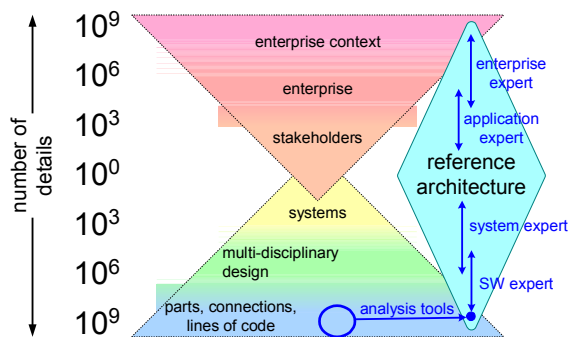 number of
details
10⁹
10⁶
10³
10⁰
10³
10⁶
10⁹
enterprise context
enterprise
stakeholders
systems
multi-disciplinary
design
parts, connections,
lines of code
analysis tools
enterprise
expert
application
expert
reference
architecture
system expert
SW expert